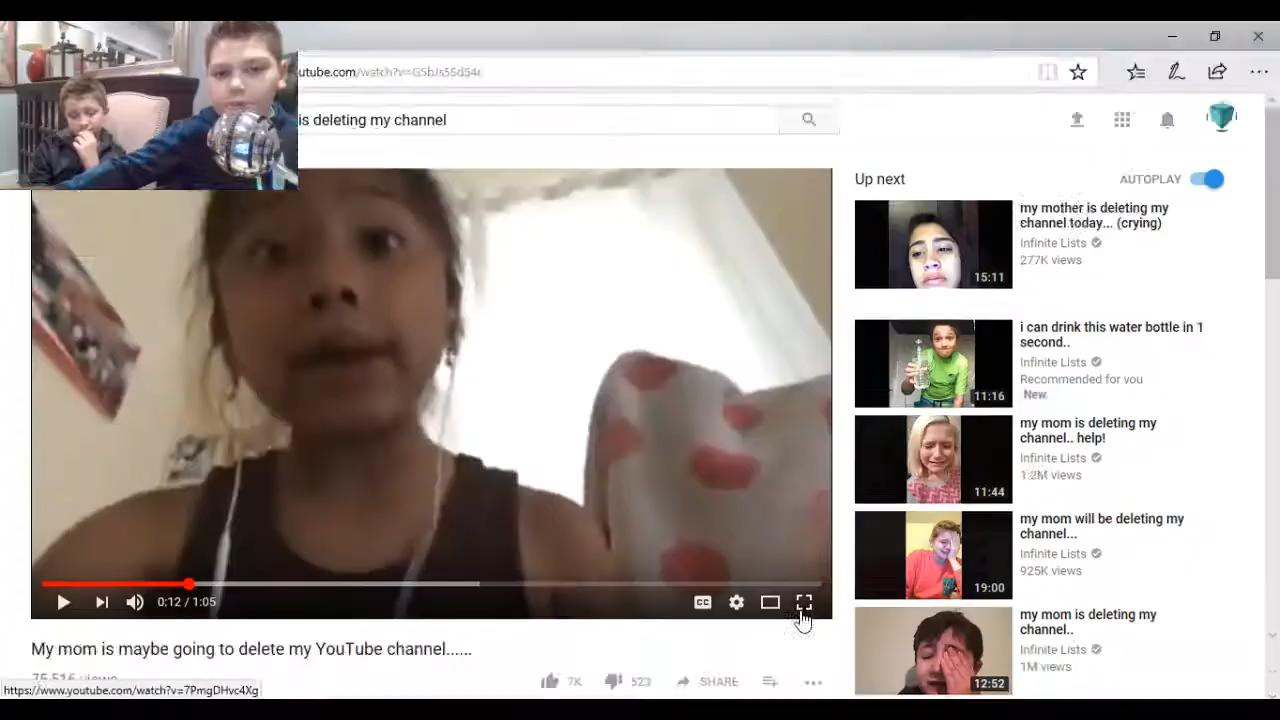 utube.com/watch?v=G5bJs55d54
is deleting my channel
Up next
AUTOPLAY
my mother is deleting my
channel today... (crying)
Infinite Lists
277K views
15:11
i can drink this water bottle in 1
second..
Infinite Lists
Recommended for you
New
11:16
my mom is deleting my
channel.. help!
Infinite Lists
1.2M views
11:44
my mom will be deleting my
channel...
Infinite Lists
925K views
19:00
my mom is deleting my
channel..
Infinite Lists
1M views
12:52
0:12 / 1:05
CC
My mom is maybe going to delete my YouTube channel......
75,516 views
7K
523
SHARE
https://www.youtube.com/watch?v=7PmgDHvc4Xg